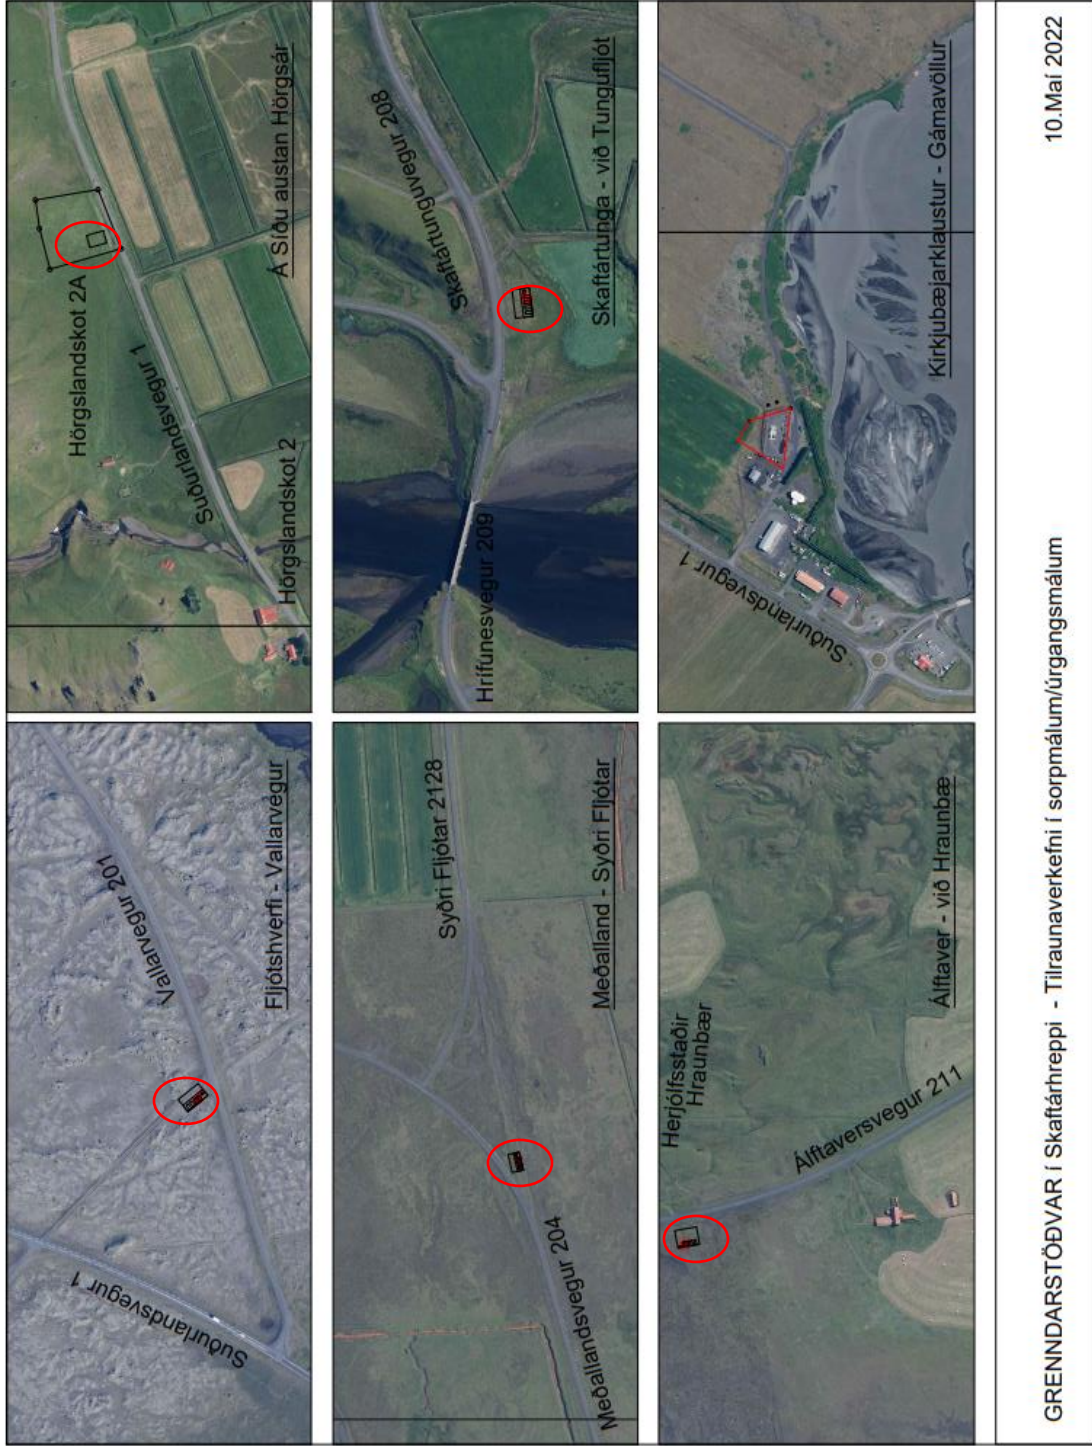 Suðurlandsvegur 1
Vallarvegur 201
Fljótshverfi - Vallarvegur
Hörgslandskot 2A
Suðurlandsvegur 1
Hörgslandskot 2
Á Síðu austan Hörgsár
Syðri Fljótar 2128
Meðallandsvegur 204
Meðalland - Syðri Fljótar
Skaftártunguvegur 208
Hrífunesvegur 209
Skaftártunga - við Tungufljót
Herjólfsstaðir
Hraunbær
Álftaversvegur 211
Álftaver - við Hraunbæ
Suðurlandsvegur 1
Kirkjubæjarklaustur - Gámavöllur
GRENNDARSTÖÐVAR í Skaftárhreppi - Tilraunaverkefni í sorpmálum/úrgangsmálum
10.Maí 2022